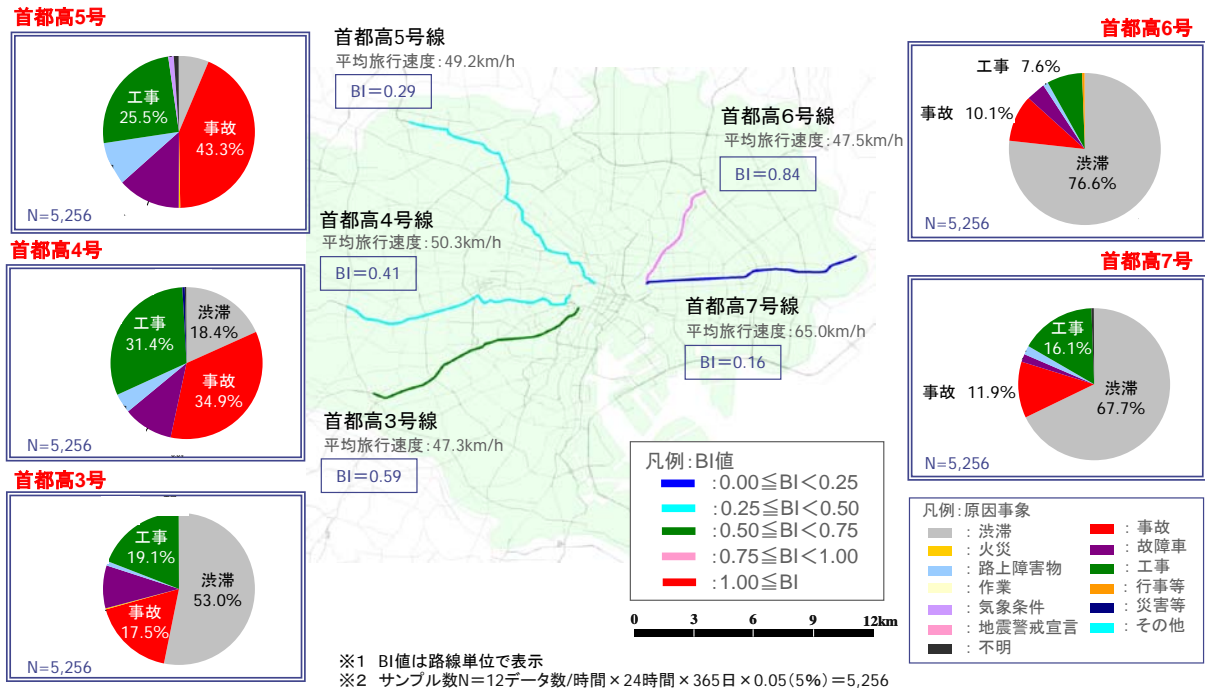 首都高5号
工事
25.5%
事故
43.3%
N=5,256
首都高5号線
平均旅行速度:49.2km/h
BI=0.29
首都高6号
工事 7.6%
事故 10.1%
渋滞
76.6%
N=5,256
首都高6号線
平均旅行速度:47.5km/h
BI=0.84
首都高4号
工事
31.4%
渋滞
18.4%
事故
34.9%
N=5,256
首都高4号線
平均旅行速度:50.3km/h
BI=0.41
首都高7号
工事
16.1%
事故 11.9%
渋滞
67.7%
N=5,256
首都高7号線
平均旅行速度:65.0km/h
BI=0.16
首都高3号
工事
19.1%
渋滞
53.0%
事故
17.5%
N=5,256
首都高3号線
平均旅行速度:47.3km/h
BI=0.59
凡例:BI値
:0.00≦BI<0.25
:0.25≦BI<0.50
:0.50≦BI<0.75
:0.75≦BI<1.00
:1.00≦BI
0 3 6 9 12km
凡例:原因事象
:渋滞 :事故
:火災 :故障車
:路上障害物 :工事
:作業 :行事等
:気象条件 :災害等
:地震警戒宣言 :その他
:不明
※1 BI値は路線単位で表示
※2 サンプル数N=12データ数/時間×24時間×365日×0.05(5%)=5,256